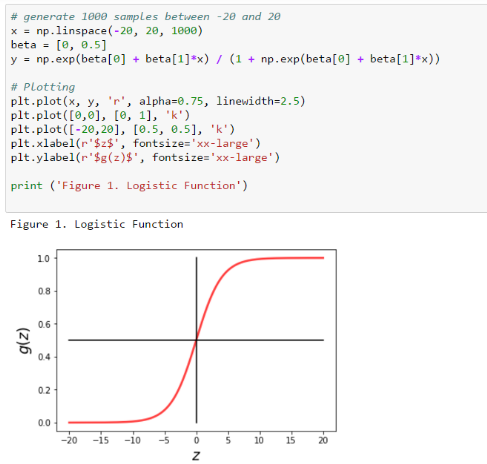 # generate 1000 samples between -20 and 20
x = np.linspace(-20, 20, 1000)
beta = [0, 0.5]
y = np.exp(beta[0] + beta[1]*x) / (1 + np.exp(beta[0] + beta[1]*x))
# Plotting
plt.plot(x, y, 'r', alpha=0.75, linewidth=2.5)
plt.plot([0,0], [0, 1], 'k')
plt.plot([-20,20], [0.5, 0.5], 'k')
plt.xlabel(r'$z$', fontsize='xx-large')
plt.ylabel(r'$g(z)$', fontsize='xx-large')
print ('Figure 1. Logistic Function')
Figure 1. Logistic Function
1.0
0.8
0.6
0.4
0.2
0.0
g(z)
-20 -15 -10 -5 0 5 10 15 20
z